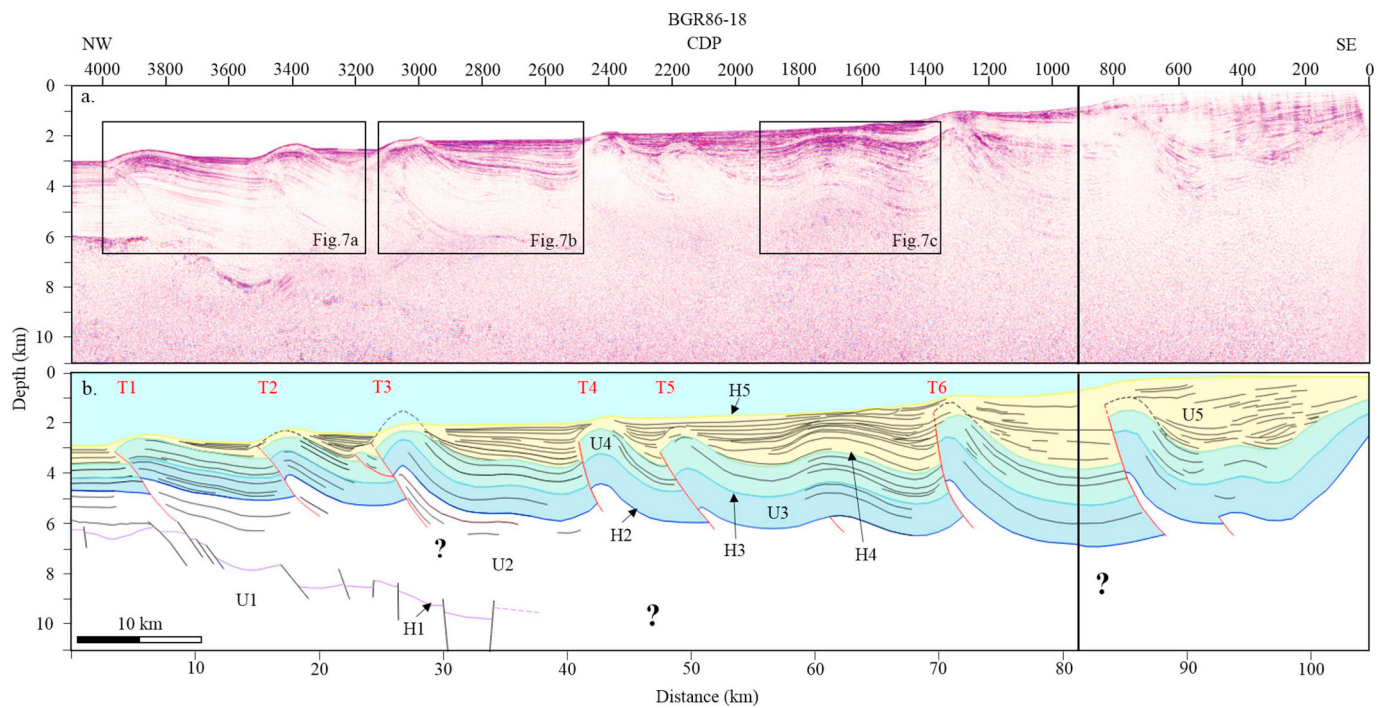 BGR86-18
NW CDP SE
4000 3800 3600 3400 3200 3000 2800 2600 2400 2200 2000 1800 1600 1400 1200 1000 800 600 400 200 0
a.
0
2
4
6
8
10
Fig.7a Fig.7b Fig.7c
Depth (km)
b.
0
2
4
6
8
10
T1 T2 T3 T4 T5 H5 T6
U5
U4
U3
H2 H3 H4
? U2
U1 ?
H1 ?
10 km
10 20 30 40 50 60 70 80 90 100
Distance (km)